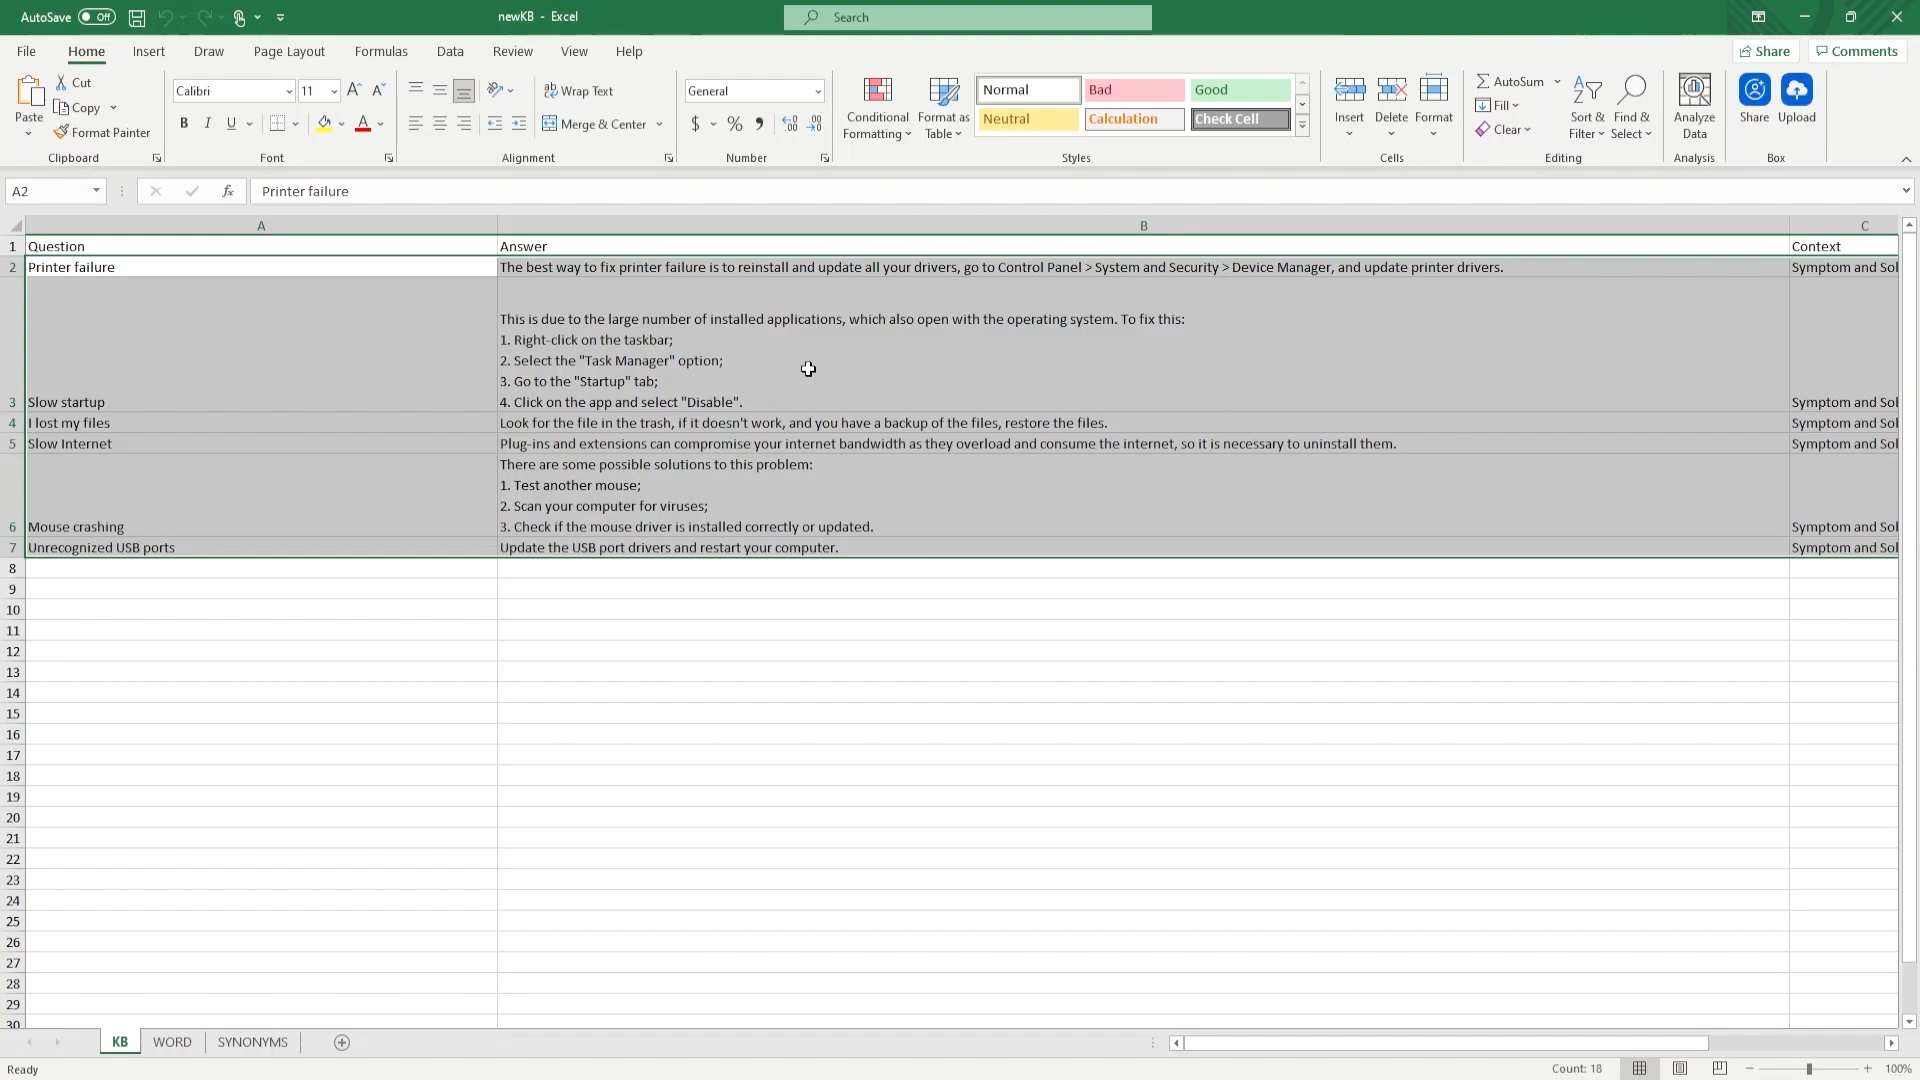 AutoSave Off
newKB - Excel
Search
File Home Insert Draw Page Layout Formulas Data Review View Help
Share
Comments
Paste
Cut
Copy
Format Painter
Clipboard
Calibri 11
B I U
Font
Wrap Text
Merge & Center
Alignment
General
$ %
Number
Conditional
Formatting
Format as
Table
Normal Bad Good
Neutral Calculation Check Cell
Styles
Insert Delete Format
Cells
AutoSum
Fill
Clear
Sort &
Filter
Find &
Select
Editing
Analyze
Data
Analysis
Share Upload
Box
A2
fx
Printer failure
A B C
1 Question Answer Context
2 Printer failure The best way to fix printer failure is to reinstall and update all your drivers, go to Control Panel > System and Security > Device Manager, and update printer drivers. Symptom and Sol
This is due to the large number of installed applications, which also open with the operating system. To fix this:
1. Right-click on the taskbar;
2. Select the "Task Manager" option;
3. Go to the "Startup" tab;
3 Slow startup 4. Click on the app and select "Disable". Symptom and Sol
4 I lost my files Look for the file in the trash, if it doesn't work, and you have a backup of the files, restore the files. Symptom and Sol
5 Slow Internet Plug-ins and extensions can compromise your internet bandwidth as they overload and consume the internet, so it is necessary to uninstall them. Symptom and Sol
There are some possible solutions to this problem:
1. Test another mouse;
2. Scan your computer for viruses;
6 Mouse crashing 3. Check if the mouse driver is installed correctly or updated. Symptom and Sol
7 Unrecognized USB ports Update the USB port drivers and restart your computer. Symptom and Sol
8
9
10
11
12
13
14
15
16
17
18
19
20
21
22
23
24
25
26
27
28
29
30
KB WORD SYNONYMS
Ready
Count: 18
100%